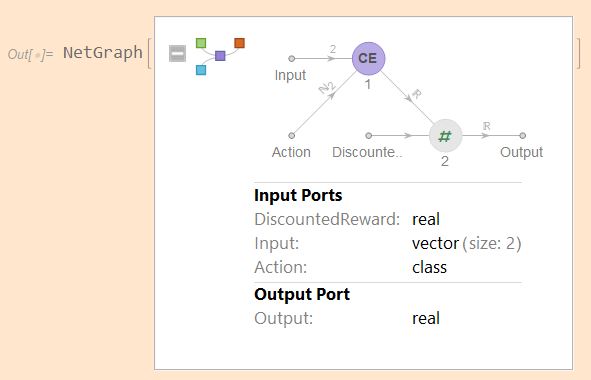 Out[•]= NetGraph[
2
CE
Input
1
N₂
ℝ
Action
Discounte..
#
ℝ
Output
2
Input Ports
DiscountedReward: real
Input: vector (size: 2)
Action: class
Output Port
Output: real
]